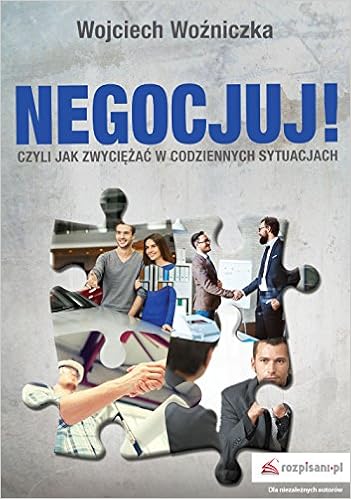 Wojciech Woźniczka
NEGOCJUJ!
CZYLI JAK ZWYCIĘŻAĆ W CODZIENNYCH SYTUACJACH
rozpisani.pl
Dla niezależnych autorów